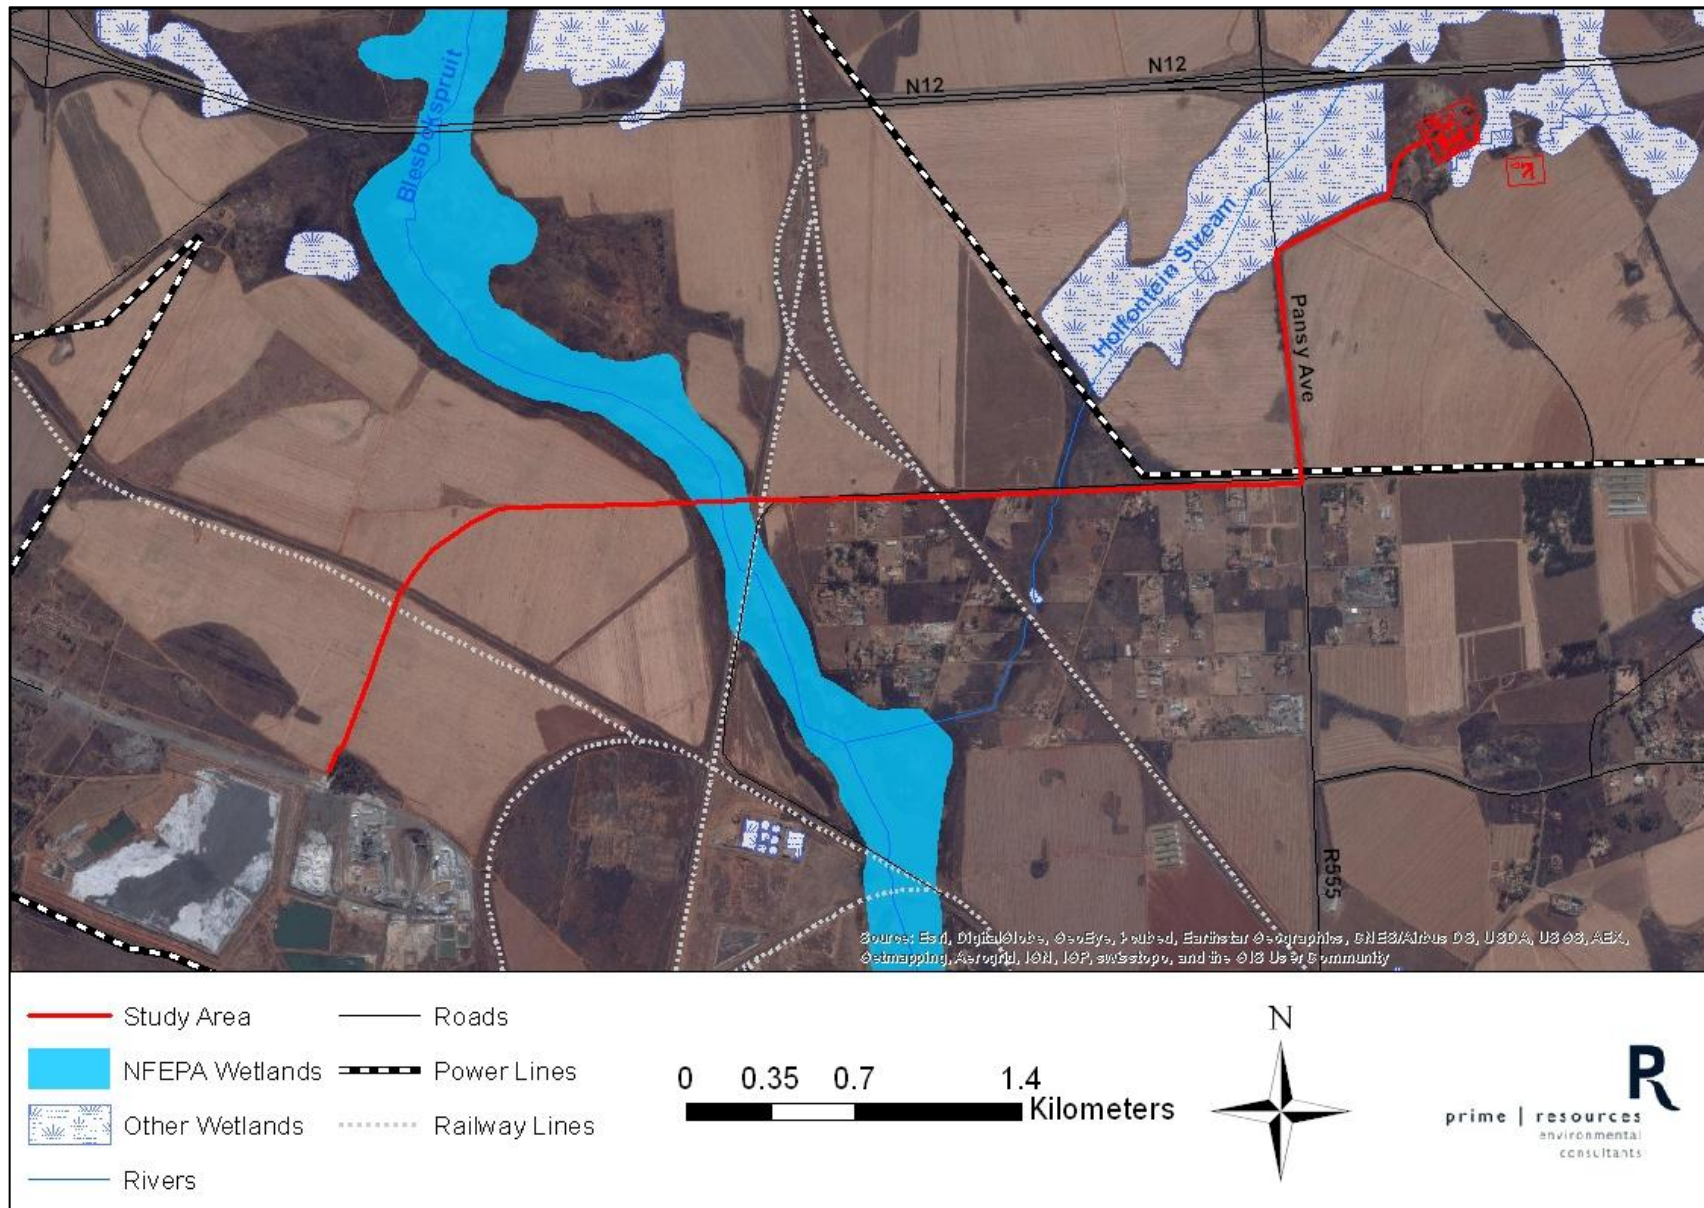 Blesbokspruit
N12
N12
Holfontein Stream
Pansy Ave
R555
Source: Esri, DigitalGlobe, GeoEye, i-cubed, Earthstar Geographics, CNES/Airbus DS, USDA, USGS, AEX,
Getmapping, Aerogrid, IGN, IGP, swisstopo, and the GIS User Community
Study Area
Roads
NFEPA Wetlands
Power Lines
Other Wetlands
Railway Lines
Rivers
0 0.35 0.7 1.4
Kilometers
N
R
prime | resources
environmental
consultants